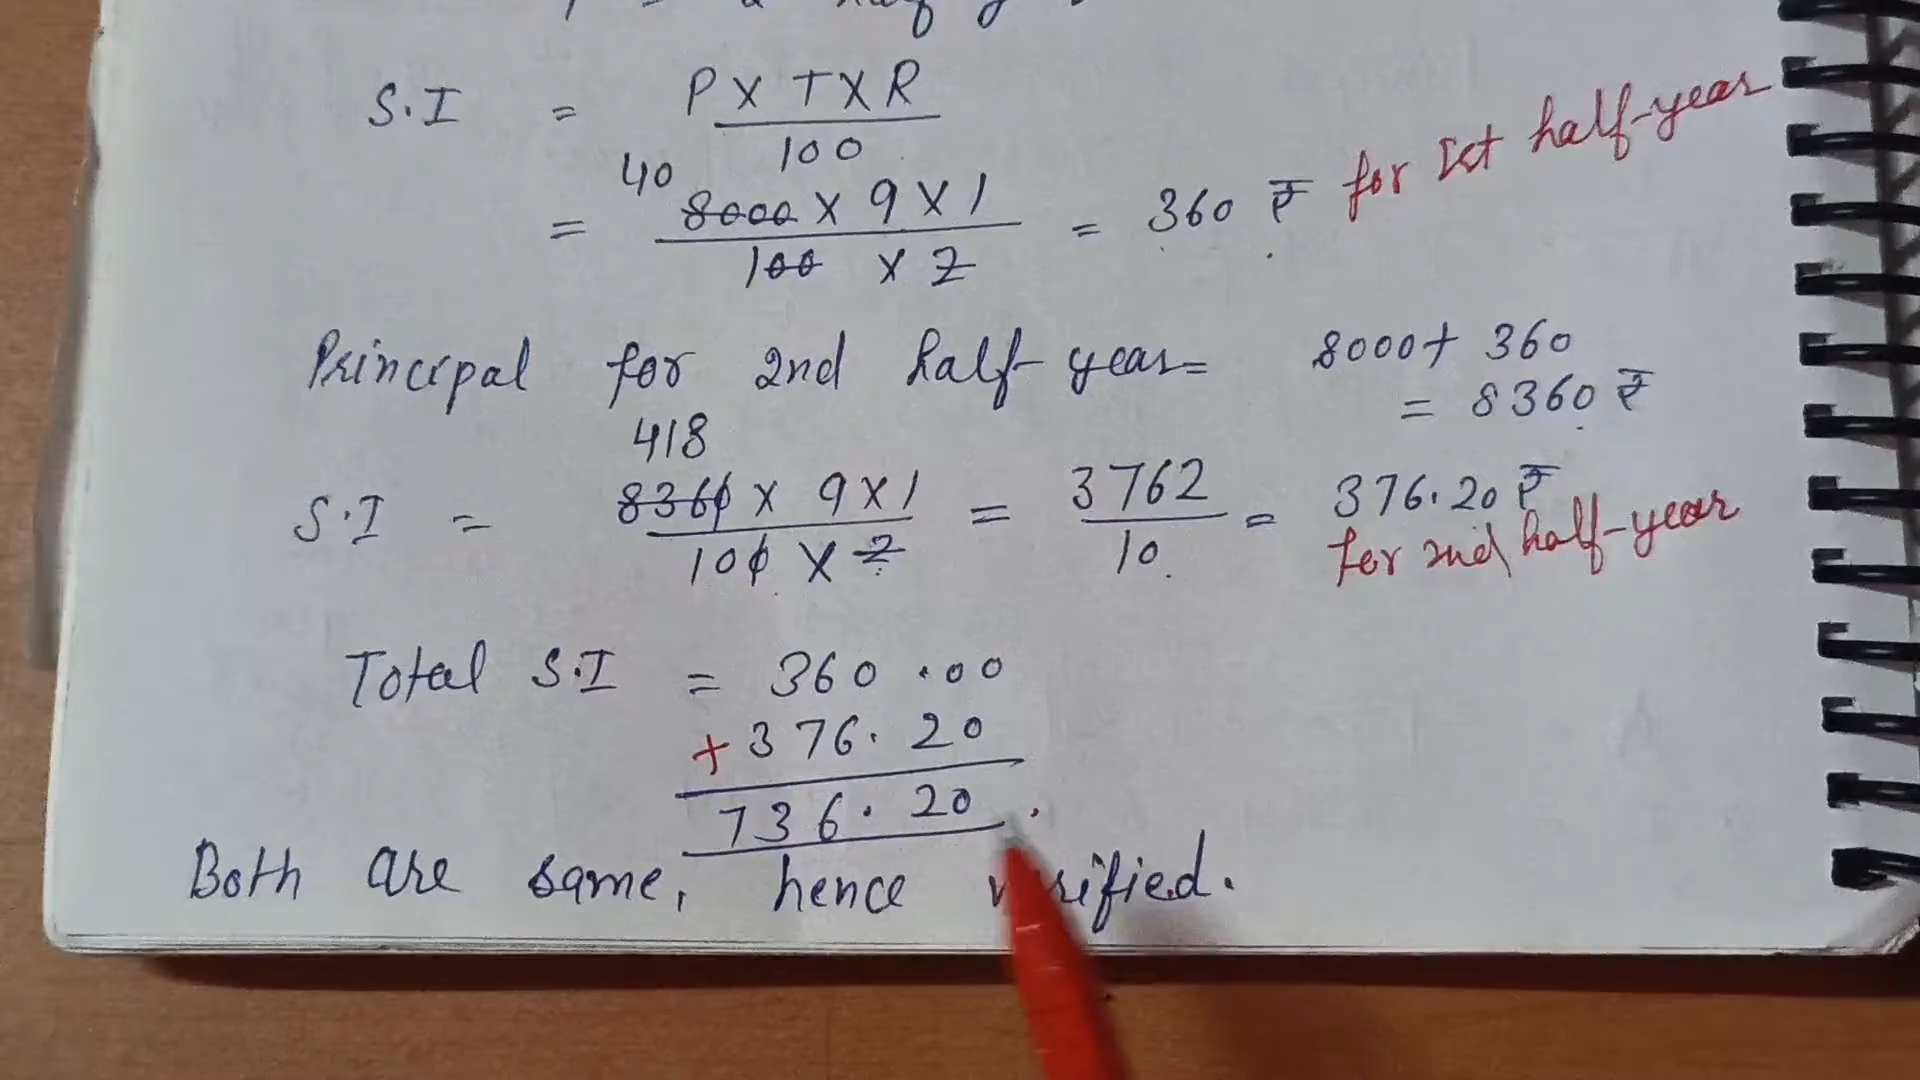 S.I = P X T X R / 100
= 40 8000 X 9 X 1 / 100 X 2 = 360 ₹ for Ist half-year
Principal for 2nd half-year = 8000 + 360
= 8360 ₹
418
S.I = 8360 X 9 X 1 / 100 X 2 = 3762 / 10 = 376.20 ₹
for 2nd half-year
Total S.I = 360.00
+ 376.20
736.20
Both are same, hence verified.